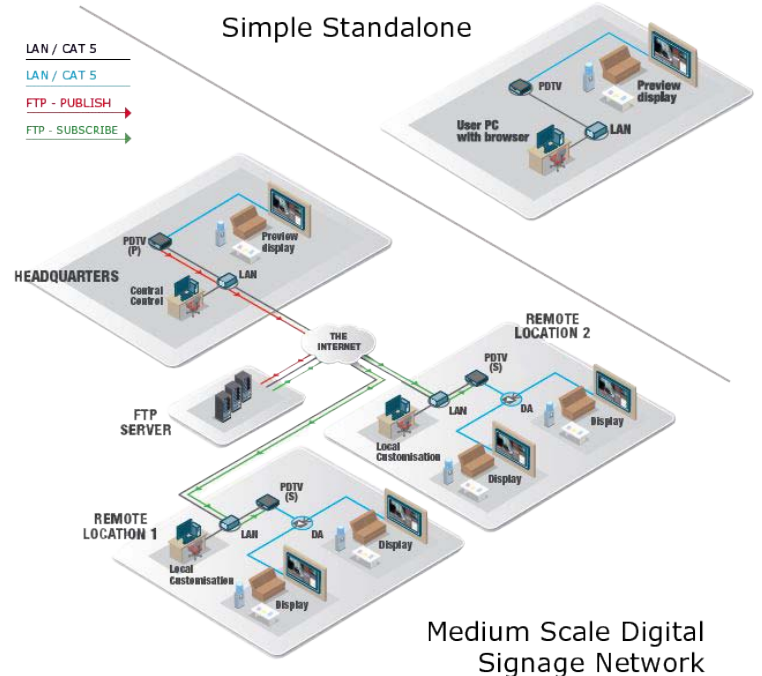 Simple Standalone
LAN / CAT 5
LAN / CAT 5
FTP - PUBLISH
FTP - SUBSCRIBE
PDTV
Preview
display
User PC
with browser
LAN
PDTV
(P)
Preview
display
HEADQUARTERS
LAN
Central
Control
THE
INTERNET
REMOTE
LOCATION 2
PDTV
(S)
FTP
SERVER
LAN
DA
Display
Local
Customisation
Display
PDTV
(S)
REMOTE
LOCATION 1
LAN
DA
Display
Local
Customisation
Display
Medium Scale Digital
Signage Network